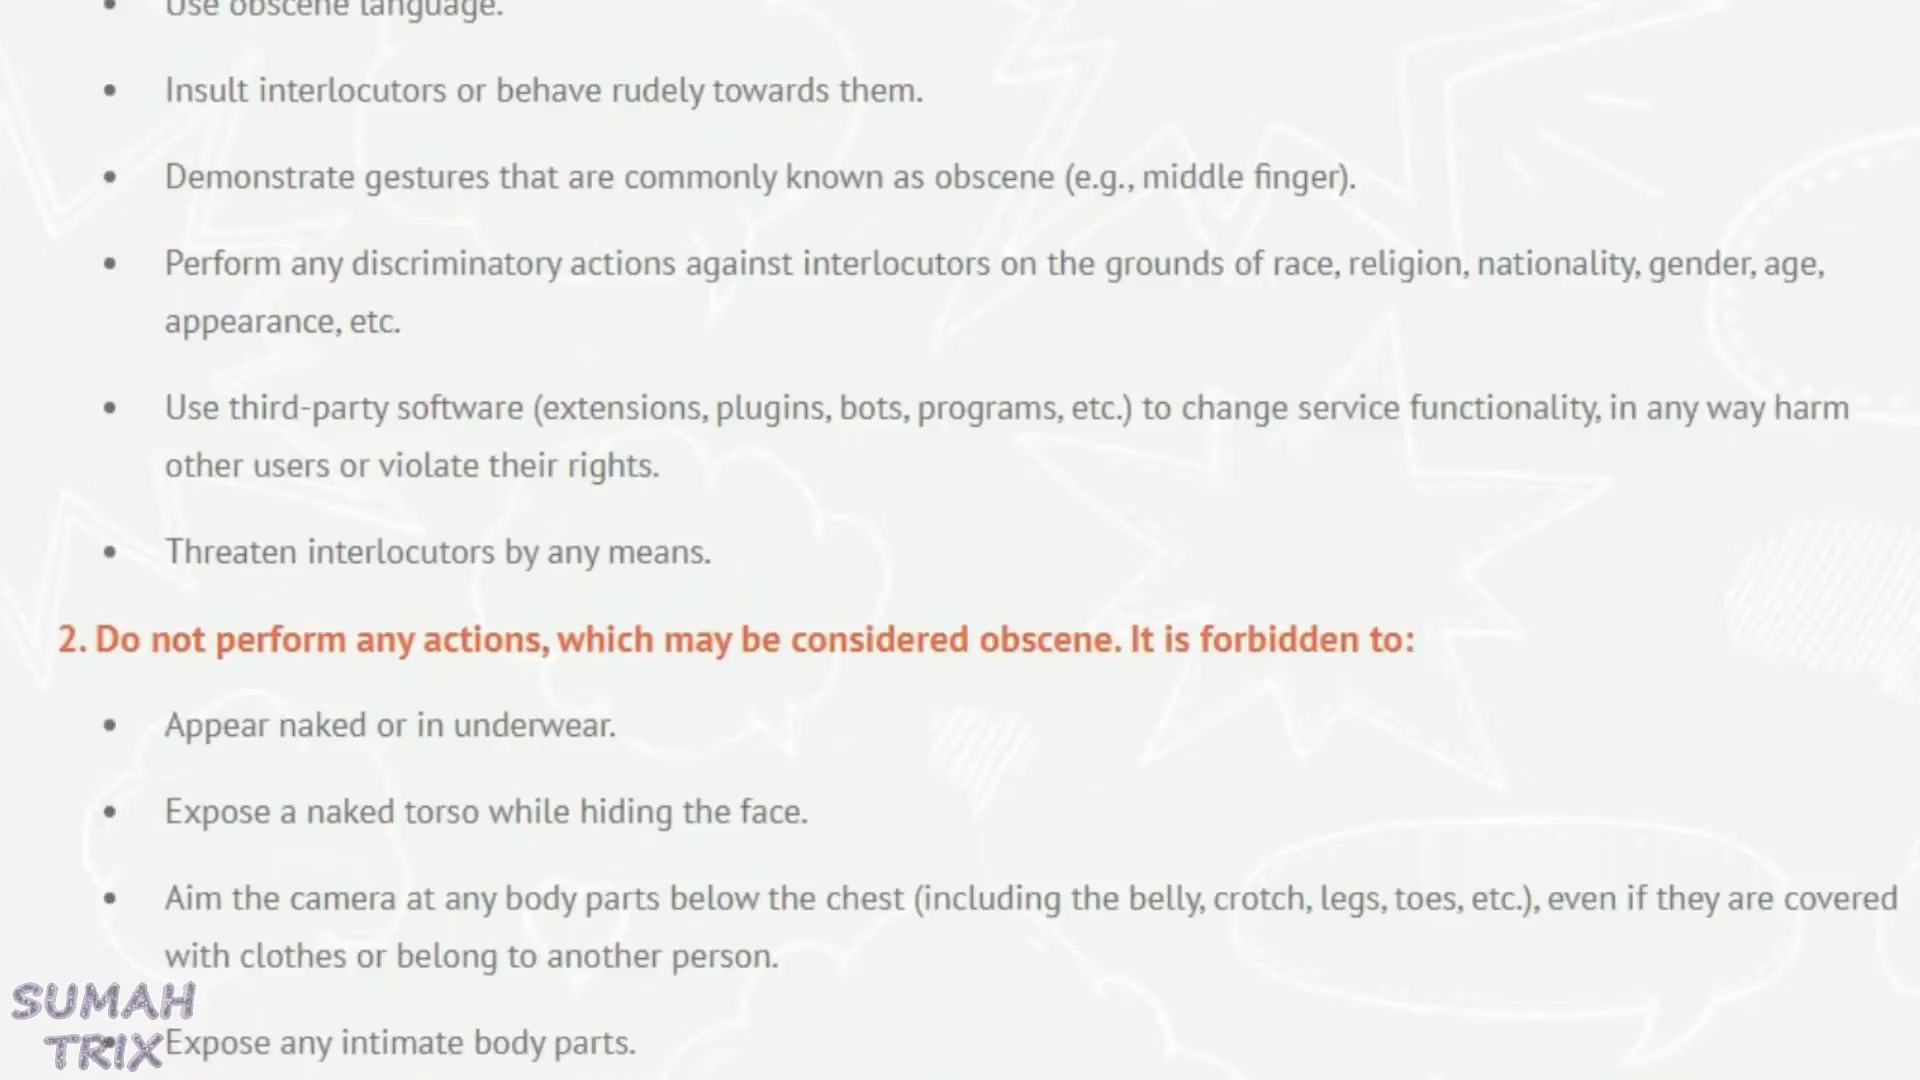 Use obscene language.
Insult interlocutors or behave rudely towards them.
Demonstrate gestures that are commonly known as obscene (e.g., middle finger).
Perform any discriminatory actions against interlocutors on the grounds of race, religion, nationality, gender, age,
appearance, etc.
Use third-party software (extensions, plugins, bots, programs, etc.) to change service functionality, in any way harm
other users or violate their rights.
Threaten interlocutors by any means.
2. Do not perform any actions, which may be considered obscene. It is forbidden to:
Appear naked or in underwear.
Expose a naked torso while hiding the face.
Aim the camera at any body parts below the chest (including the belly, crotch, legs, toes, etc.), even if they are covered
with clothes or belong to another person.
Expose any intimate body parts.
SUMAH
TRIX